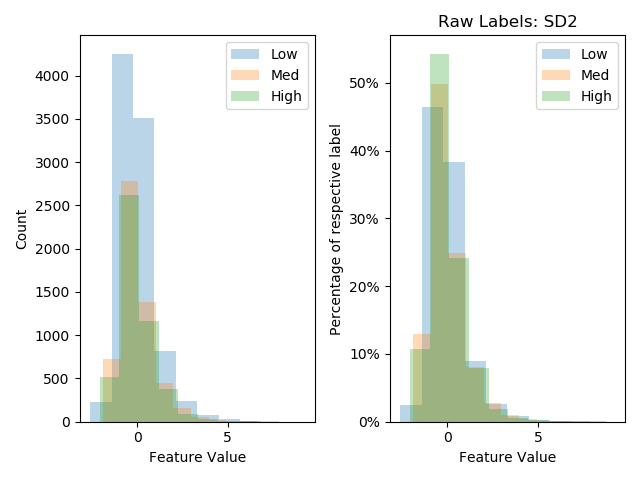 Raw Labels: SD2
Low
Med
High
Count
4000
3500
3000
2500
2000
1500
1000
500
0
0
5
Feature Value
Low
Med
High
Percentage of respective label
50%
40%
30%
20%
10%
0%
0
5
Feature Value